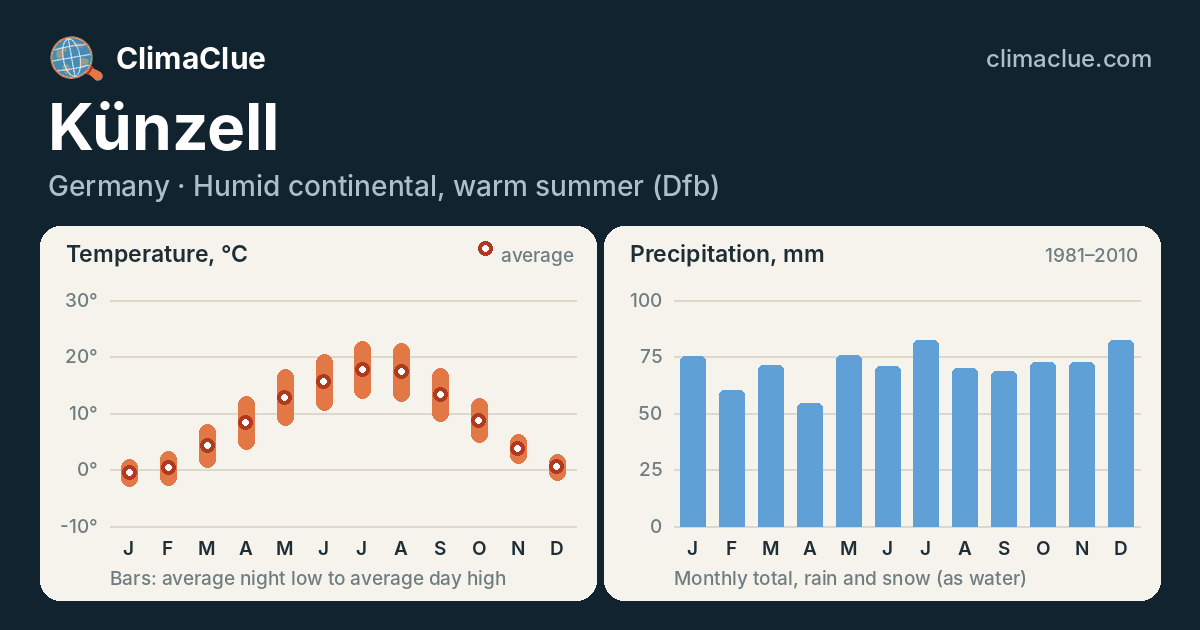 ClimaClue
climaclue.com
Künzell
Germany · Humid continental, warm summer (Dfb)
Temperature, °C
average
30°
20°
10°
0°
-10°
J F M A M J J A S O N D
Bars: average night low to average day high
Precipitation, mm
1981–2010
100
75
50
25
0
J F M A M J J A S O N D
Monthly total, rain and snow (as water)